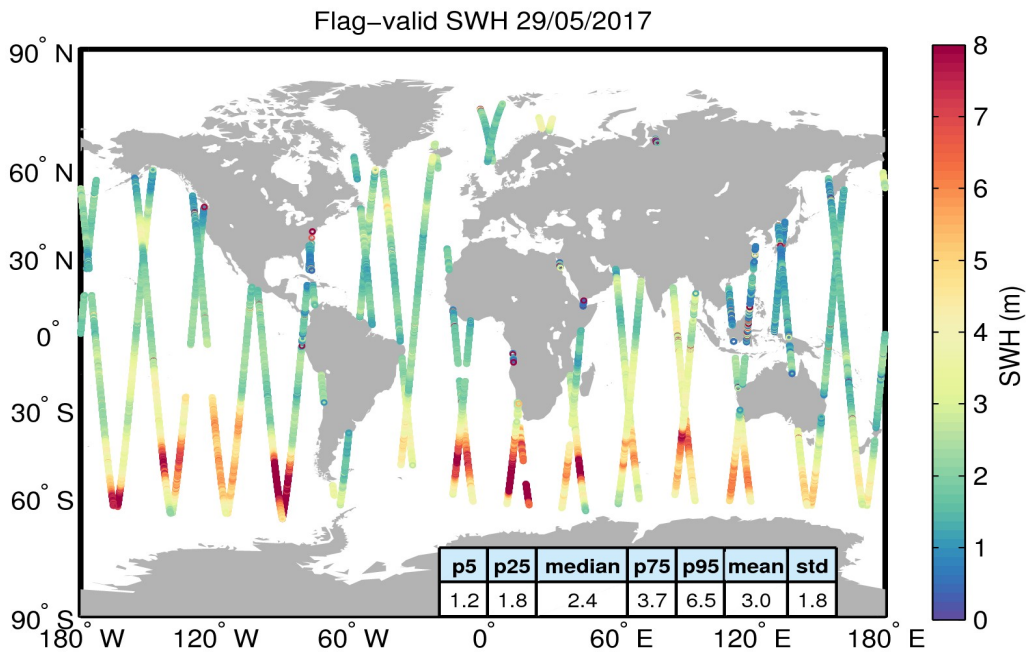 Flag−valid SWH 29/05/2017
90° N
60° N
30° N
0°
30° S
60° S
90° S
180° W
120° W
60° W
0°
60° E
120° E
180° E
p5 p25 median p75 p95 mean std
1.2 1.8 2.4 3.7 6.5 3.0 1.8
8
7
6
5
4
3
2
1
0
SWH (m)